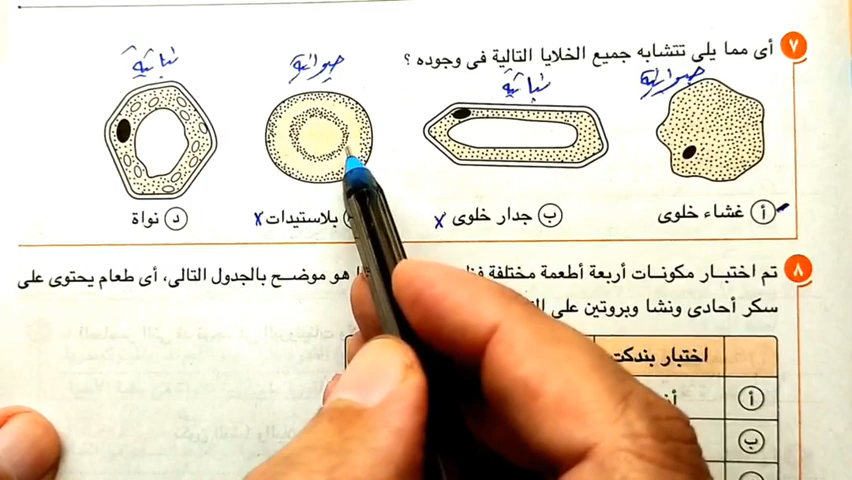 ٧ أى مما يلى تتشابه جميع الخلايا التالية فى وجوده ؟
حيوانية
نباتية
حيوانية
نباتية
أ غشاء خلوى
ب جدار خلوى x
بلاستيدات x
د نواة
٨ تم اختبار مكونات أربعة أطعمة مختلفة هو موضح بالجدول التالى، أى طعام يحتوى على
سكر أحادى ونشا وبروتين على
اختبار بندكت
أ
ب